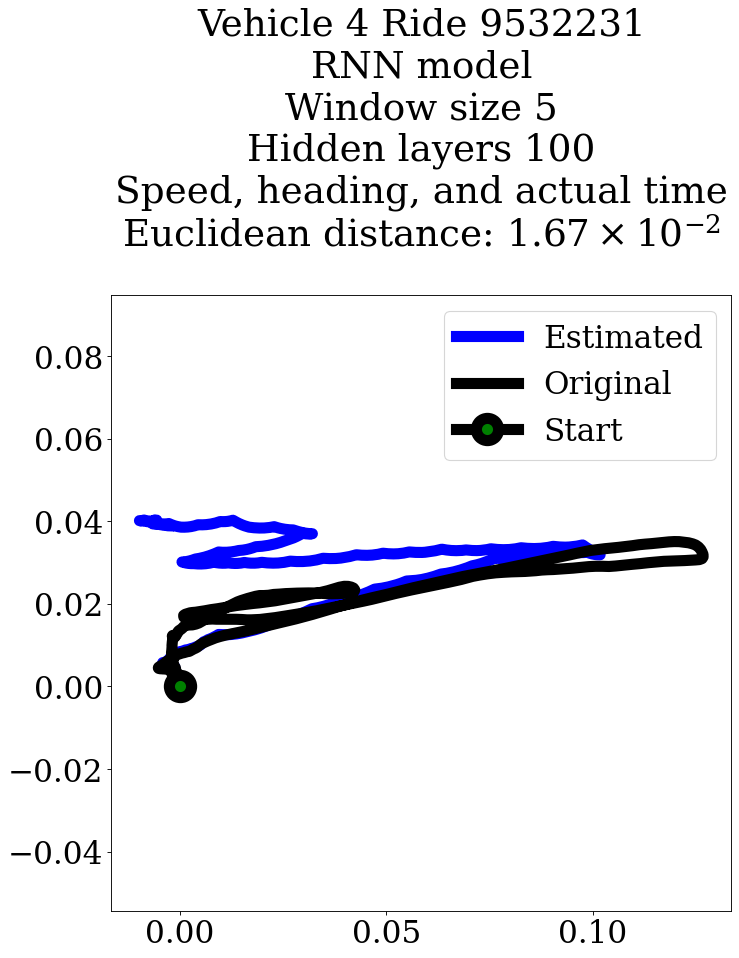 Vehicle 4 Ride 9532231
RNN model
Window size 5
Hidden layers 100
Speed, heading, and actual time
Euclidean distance: 1.67 × 10⁻²
Estimated
Original
Start
0.08
0.06
0.04
0.02
0.00
−0.02
−0.04
0.00 0.05 0.10